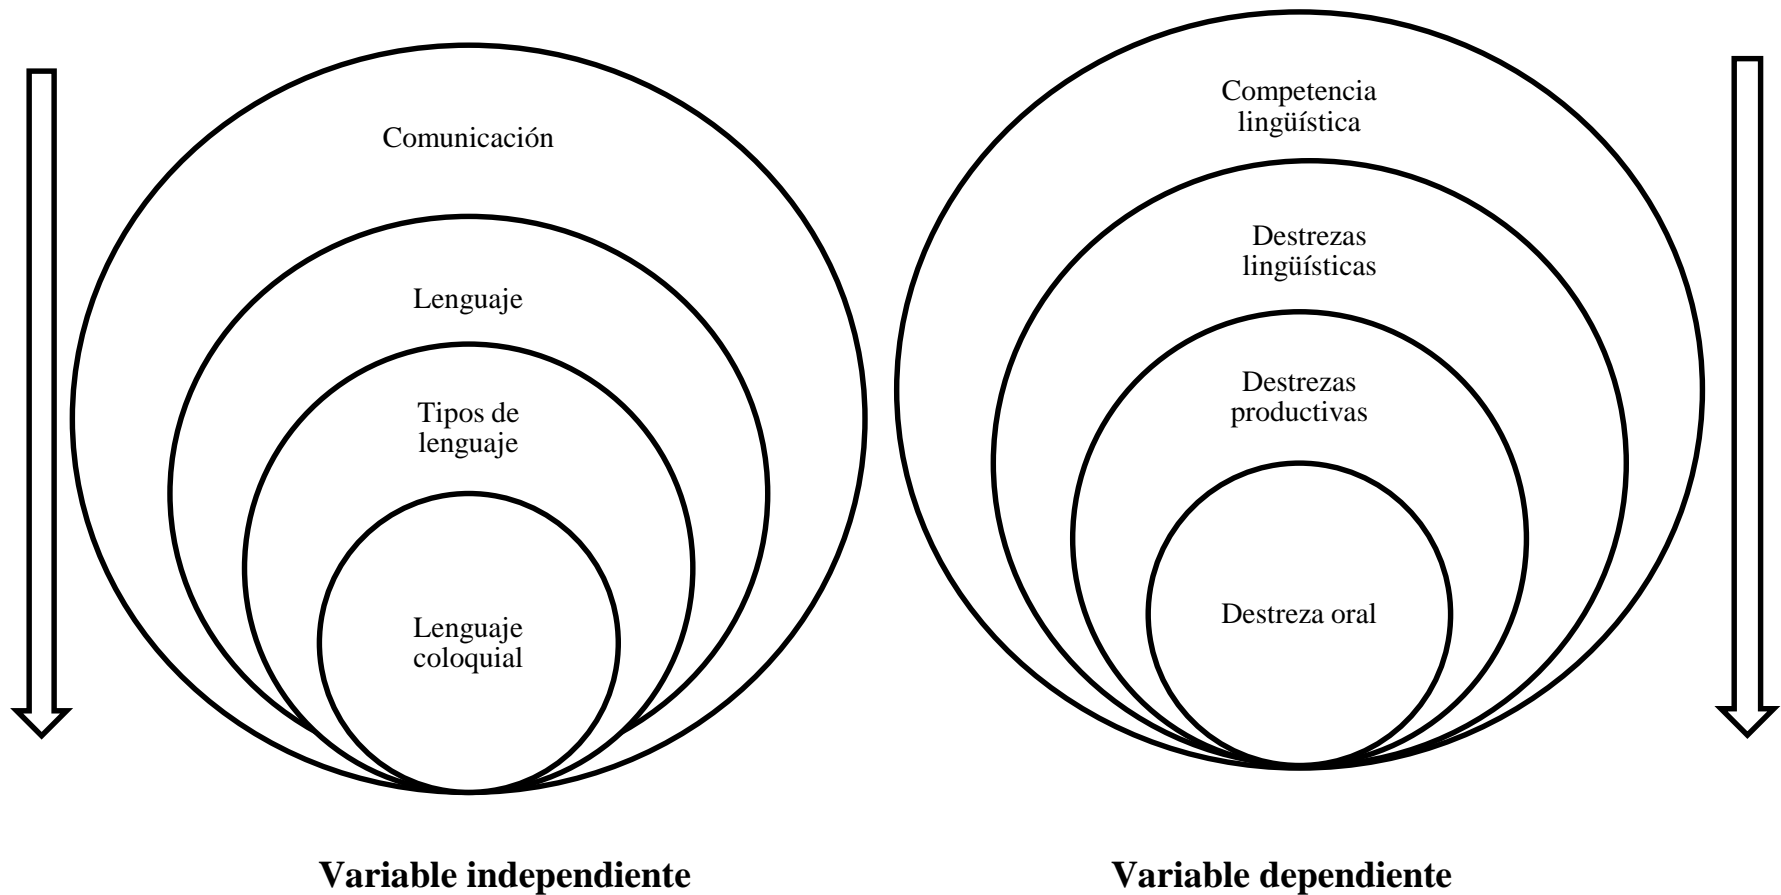 Comunicación
Lenguaje
Tipos de
lenguaje
Lenguaje
coloquial
Variable independiente
Competencia
lingüística
Destrezas
lingüísticas
Destrezas
productivas
Destreza oral
Variable dependiente